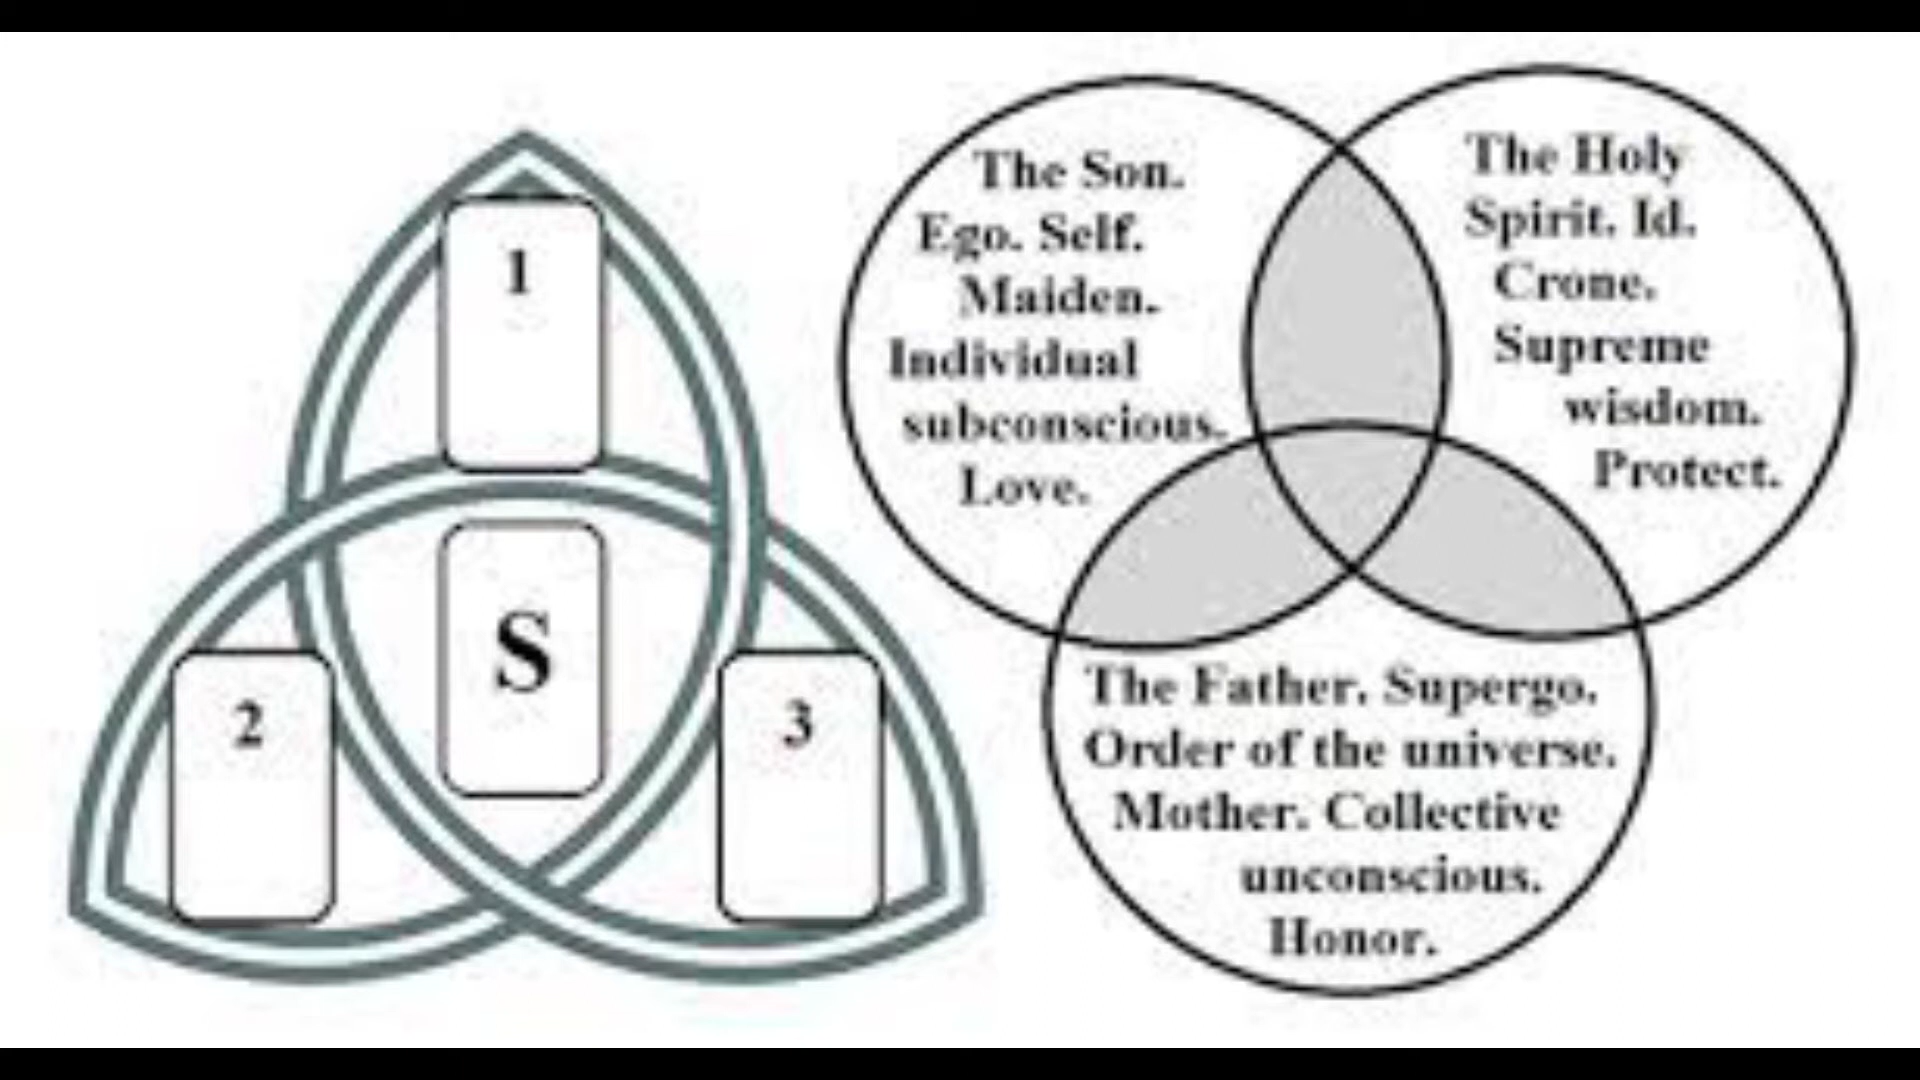 1
S
2
3
The Son.
Ego. Self.
Maiden.
Individual
subconscious.
Love.
The Holy
Spirit. Id.
Crone.
Supreme
wisdom.
Protect.
The Father. Supergo.
Order of the universe.
Mother. Collective
unconscious.
Honor.